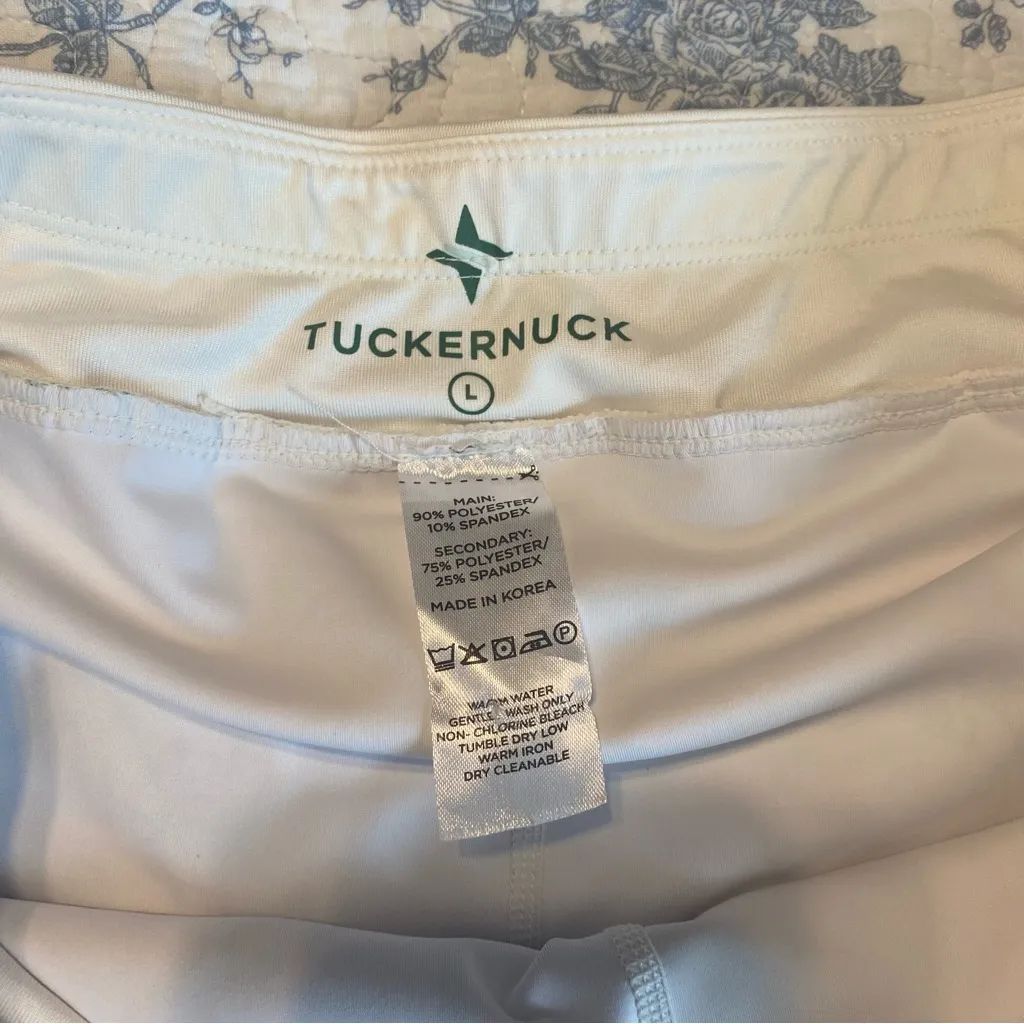 TUCKERNUCK
L
MAIN:
90% POLYESTER/
10% SPANDEX
SECONDARY:
75% POLYESTER/
25% SPANDEX
MADE IN KOREA
P
WARM WATER
GENTLE WASH ONLY
NON- CHLORINE BLEACH
TUMBLE DRY LOW
WARM IRON
DRY CLEANABLE